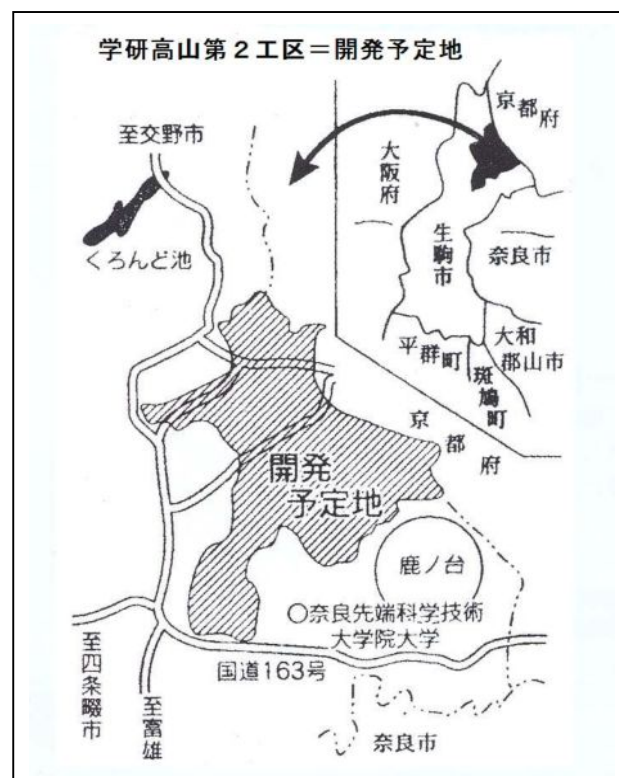 学研高山第２工区＝開発予定地
至交野市
くろんど池
京都府
大阪府
生駒市
奈良市
平群町
斑鳩町
大和
郡山市
京都府
開発
予定地
鹿ノ台
○奈良先端科学技術
大学院大学
国道163号
至四条畷市
至富雄
奈良市